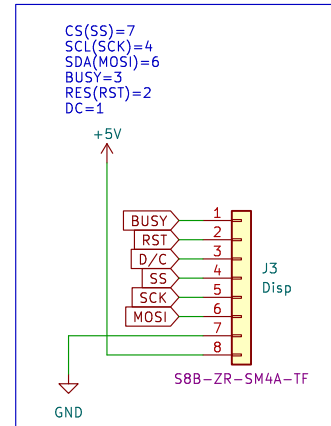 CS(SS)=7
SCL(SCK)=4
SDA(MOSI)=6
BUSY=3
RES(RST)=2
DC=1
+5V
BUSY 1
RST 2
D/C 3
SS 4
SCK 5
MOSI 6
7
8
J3
Disp
S8B-ZR-SM4A-TF
GND